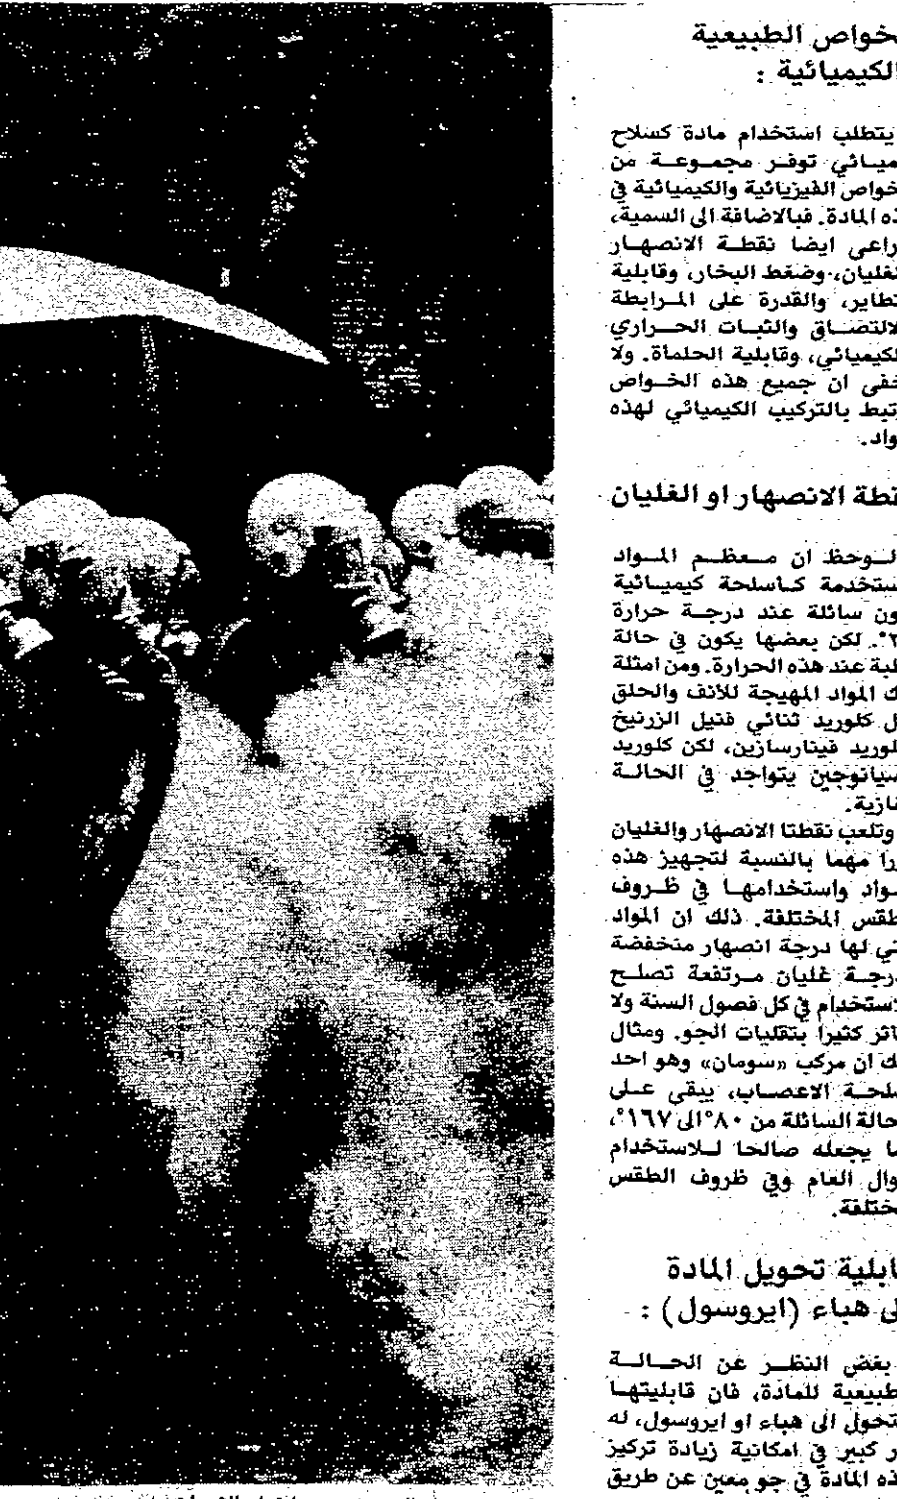 خواص الطبيعية
الكيميائية :
يتطلب استخدام مادة كسلاح
ميائي توفر مجموعة من
خواص الفيزيائية والكيميائية في
ذه المادة. فبالاضافة الى السمية،
راعى ايضا نقطة الانصهار
لغليان، وضغط البخار، وقابلية
تطاير، والقدرة على المرابطة
لالتصاق والثبات الحراري
لكيميائي، وقابلية الحلمأة. ولا
خفى ان جميع هذه الخواص
رتبط بالتركيب الكيميائي لهذه
واد.
قطة الانصهار او الغليان
لوحظ ان معظم المواد
ستخدمة كاسلحة كيميائية
ون سائلة عند درجة حرارة
لكن بعضها يكون في حالة
لبة عند هذه الحرارة. ومن امثلة
ك المواد المهيجة للأنف والحلق
ل كلوريد ثنائي فنيل الزرنيخ
لوريد فينارسازين، لكن كلوريد
سيانوجين يتواجد في الحالة
غازية.
وتلعب نقطتا الانصهار والغليان
را مهما بالنسبة لتجهيز هذه
واد واستخدامها في ظروف
طقس المختلفة. ذلك ان المواد
تي لها درجة انصهار منخفضة
درجة غليان مرتفعة تصلح
لاستخدام في كل فصول السنة ولا
تأثر كثيرا بتقلبات الجو. ومثال
ك ان مركب «سومان» وهو احد
سلحة الاعصاب، يبقى على
حالة السائلة من ٨٠° الى ١٦٧°،
ما يجعله صالحا للاستخدام
وال العام وفي ظروف الطقس
ختلفة.
ابلية تحويل المادة
لى هباء (ايروسول) :
بغض النظر عن الحالة
طبيعية للمادة، فان قابليتها
تحول الى هباء او ايروسول، له
ر كبير في امكانية زيادة تركيز
ذه المادة في جو معين عن طريق